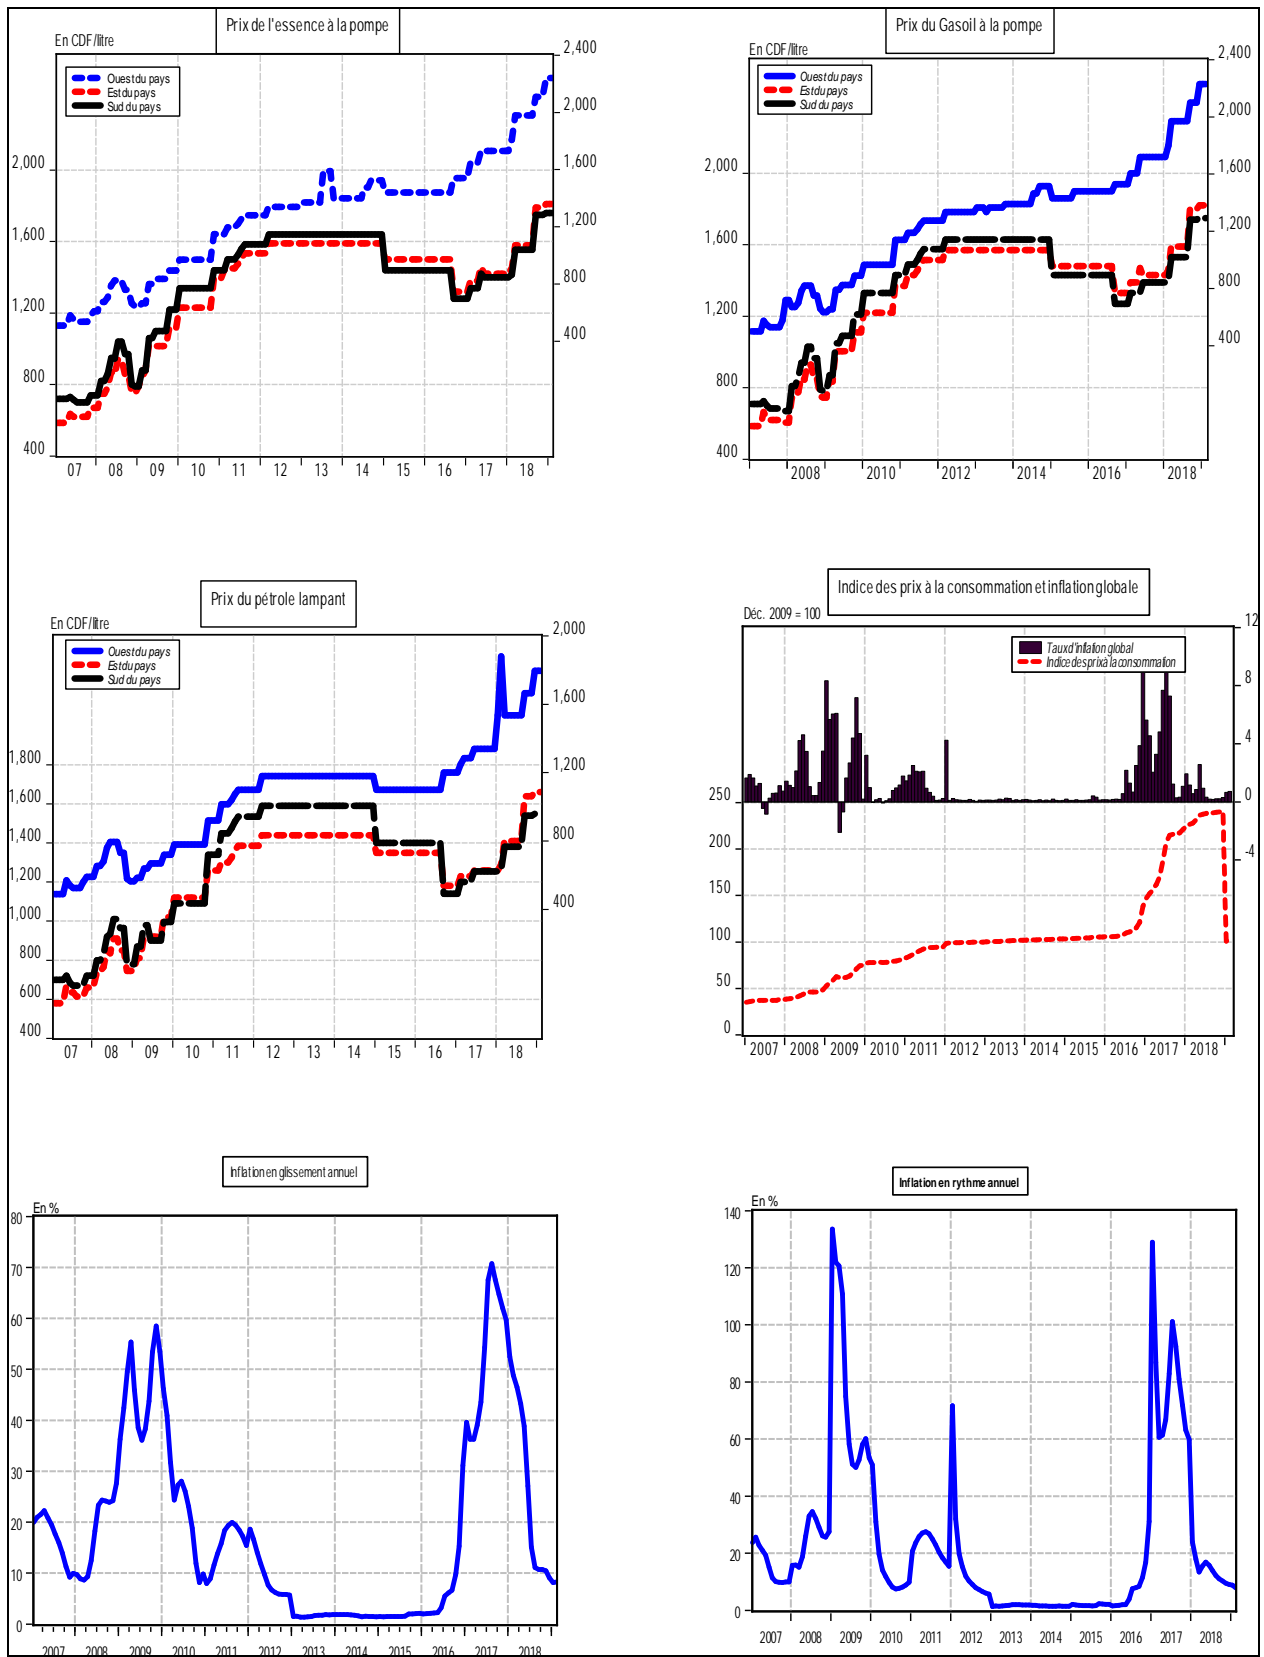 Prix de l'essence à la pompe
En CDF/litre
Ouest du pays
Est du pays
Sud du pays
2,400
2,000
1,600
1,200
800
400
2,000
1,600
1,200
800
400
07 08 09 10 11 12 13 14 15 16 17 18
Prix du Gasoil à la pompe
En CDF/litre
Ouest du pays
Est du pays
Sud du pays
2,400
2,000
1,600
1,200
800
400
2,000
1,600
1,200
800
400
2008 2010 2012 2014 2016 2018
Prix du pétrole lampant
En CDF/litre
Ouest du pays
Est du pays
Sud du pays
2,000
1,600
1,200
800
400
1,800
1,600
1,400
1,200
1,000
800
600
400
07 08 09 10 11 12 13 14 15 16 17 18
Indice des prix à la consommation et inflation globale
Déc. 2009 = 100
Taux d'inflation global
Indice des prix à la consommation
12
8
4
0
-4
250
200
150
100
50
0
2007 2008 2009 2010 2011 2012 2013 2014 2015 2016 2017 2018
Inflation en glissement annuel
En %
80
70
60
50
40
30
20
10
0
2007 2008 2009 2010 2011 2012 2013 2014 2015 2016 2017 2018
Inflation en rythme annuel
En %
140
120
100
80
60
40
20
0
2007 2008 2009 2010 2011 2012 2013 2014 2015 2016 2017 2018